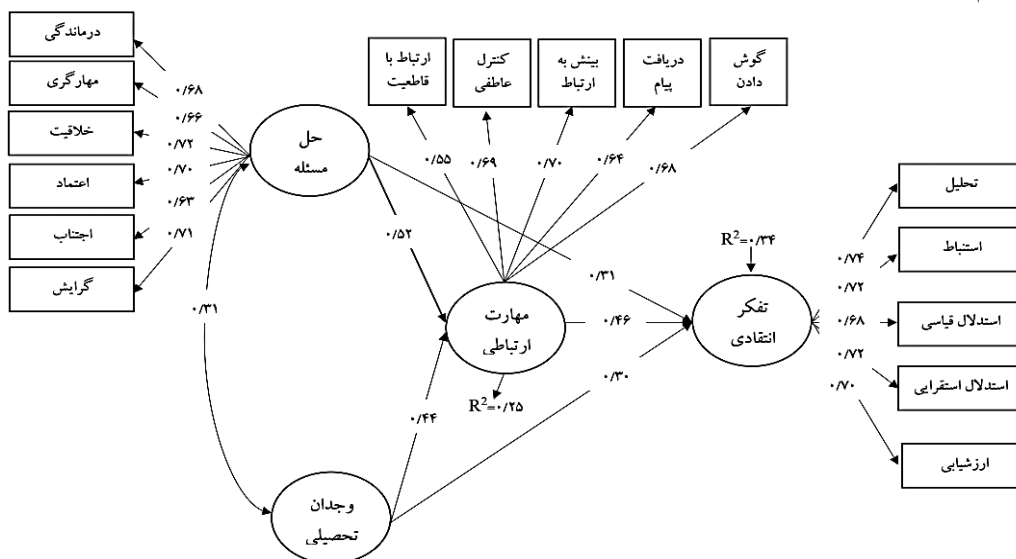 درماندگی
مهارگری
خلاقیت
اعتماد
اجتناب
گرایش
۰/۶۸
۰/۶۶
۰/۷۲
۰/۷۰
۰/۶۳
۰/۷۱
حل
مسئله
ارتباط با
قاطعیت
کنترل
عاطفی
بینش به
ارتباط
دریافت
پیام
گوش
دادن
۰/۵۵
۰/۶۹
۰/۷۰
۰/۶۴
۰/۶۸
۰/۵۲
۰/۳۱
۰/۳۱
مهارت
ارتباطی
R²=۰/۲۵
۰/۴۶
۰/۴۴
۰/۳۰
وجدان
تحصیلی
R²=۰/۳۴
تفکر
انتقادی
۰/۷۴
۰/۷۲
۰/۶۸
۰/۷۲
۰/۷۰
تحلیل
استنباط
استدلال قیاسی
استدلال استقرایی
ارزشیابی